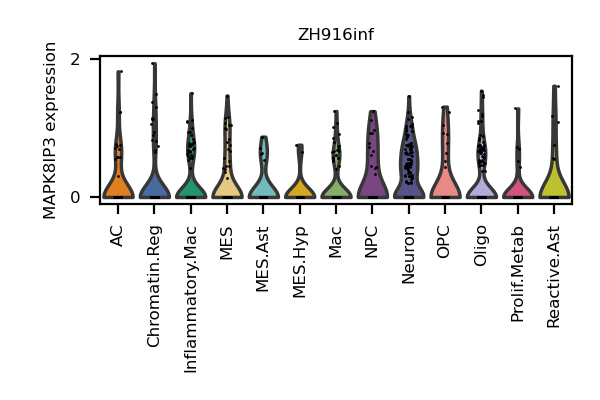 ZH916inf
MAPK8IP3 expression
2
0
AC
Chromatin.Reg
Inflammatory.Mac
MES
MES.Ast
MES.Hyp
Mac
NPC
Neuron
OPC
Oligo
Prolif.Metab
Reactive.Ast